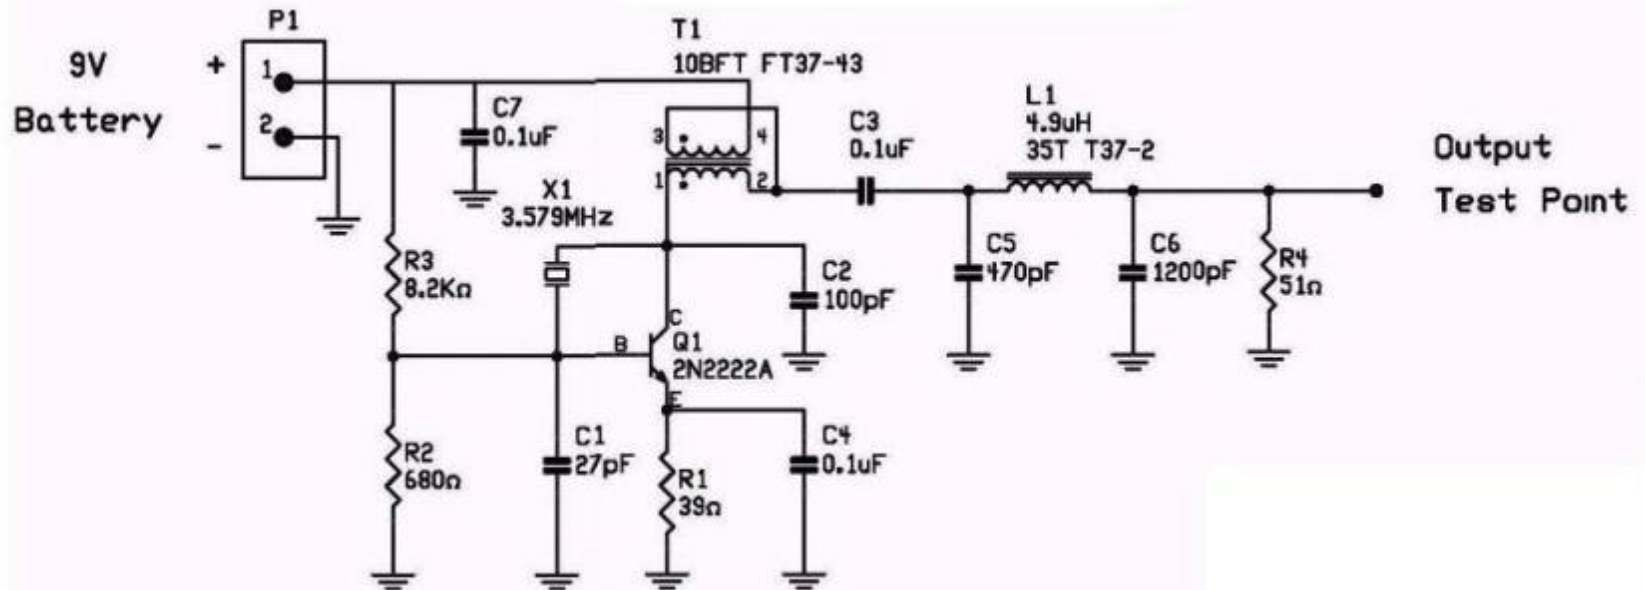 P1
9V
Battery
+
-
1
2
T1
10BFT FT37-43
C7
0.1uF
3
4
1
2
C3
0.1uF
L1
4.9uH
35T T37-2
Output
Test Point
X1
3.579MHz
R3
8.2KΩ
C2
100pF
C5
470pF
C6
1200pF
R4
51Ω
B
C
Q1
2N2222A
E
R2
680Ω
C1
27pF
R1
39Ω
C4
0.1uF